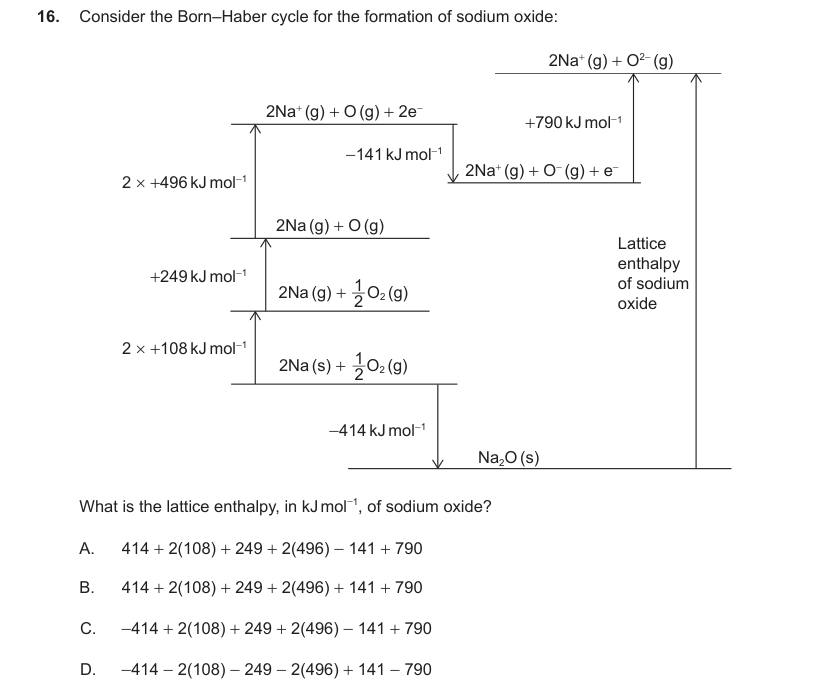 16. Consider the Born–Haber cycle for the formation of sodium oxide:
2Na⁺ (g) + O²⁻ (g)
2Na⁺ (g) + O (g) + 2e⁻
+790 kJ mol⁻¹
−141 kJ mol⁻¹
2Na⁺ (g) + O⁻ (g) + e⁻
2 × +496 kJ mol⁻¹
2Na (g) + O (g)
Lattice
enthalpy
of sodium
oxide
+249 kJ mol⁻¹
2Na (g) + 1/2 O₂ (g)
2 × +108 kJ mol⁻¹
2Na (s) + 1/2 O₂ (g)
−414 kJ mol⁻¹
Na₂O (s)
What is the lattice enthalpy, in kJ mol⁻¹, of sodium oxide?
A. 414 + 2(108) + 249 + 2(496) − 141 + 790
B. 414 + 2(108) + 249 + 2(496) + 141 + 790
C. −414 + 2(108) + 249 + 2(496) − 141 + 790
D. −414 − 2(108) − 249 − 2(496) + 141 − 790